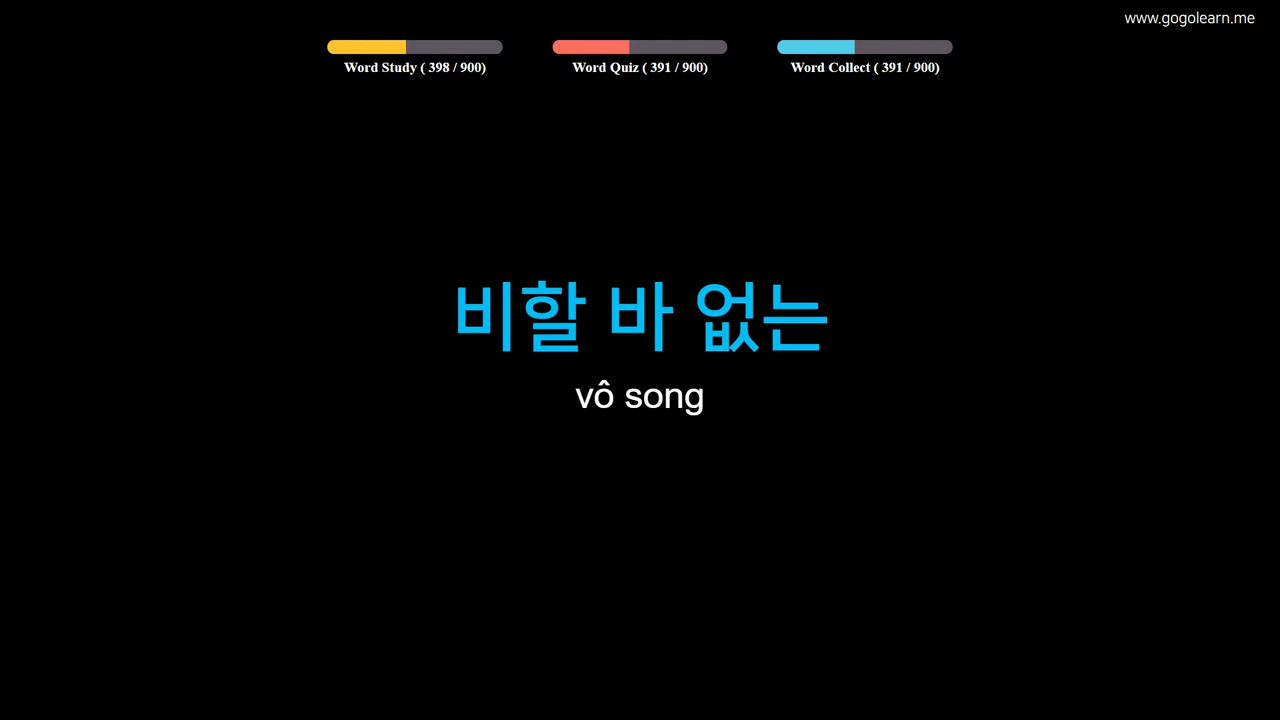 www.gogolearn.me
Word Study ( 398 / 900)
Word Quiz ( 391 / 900)
Word Collect ( 391 / 900)
비할 바 없는
vô song